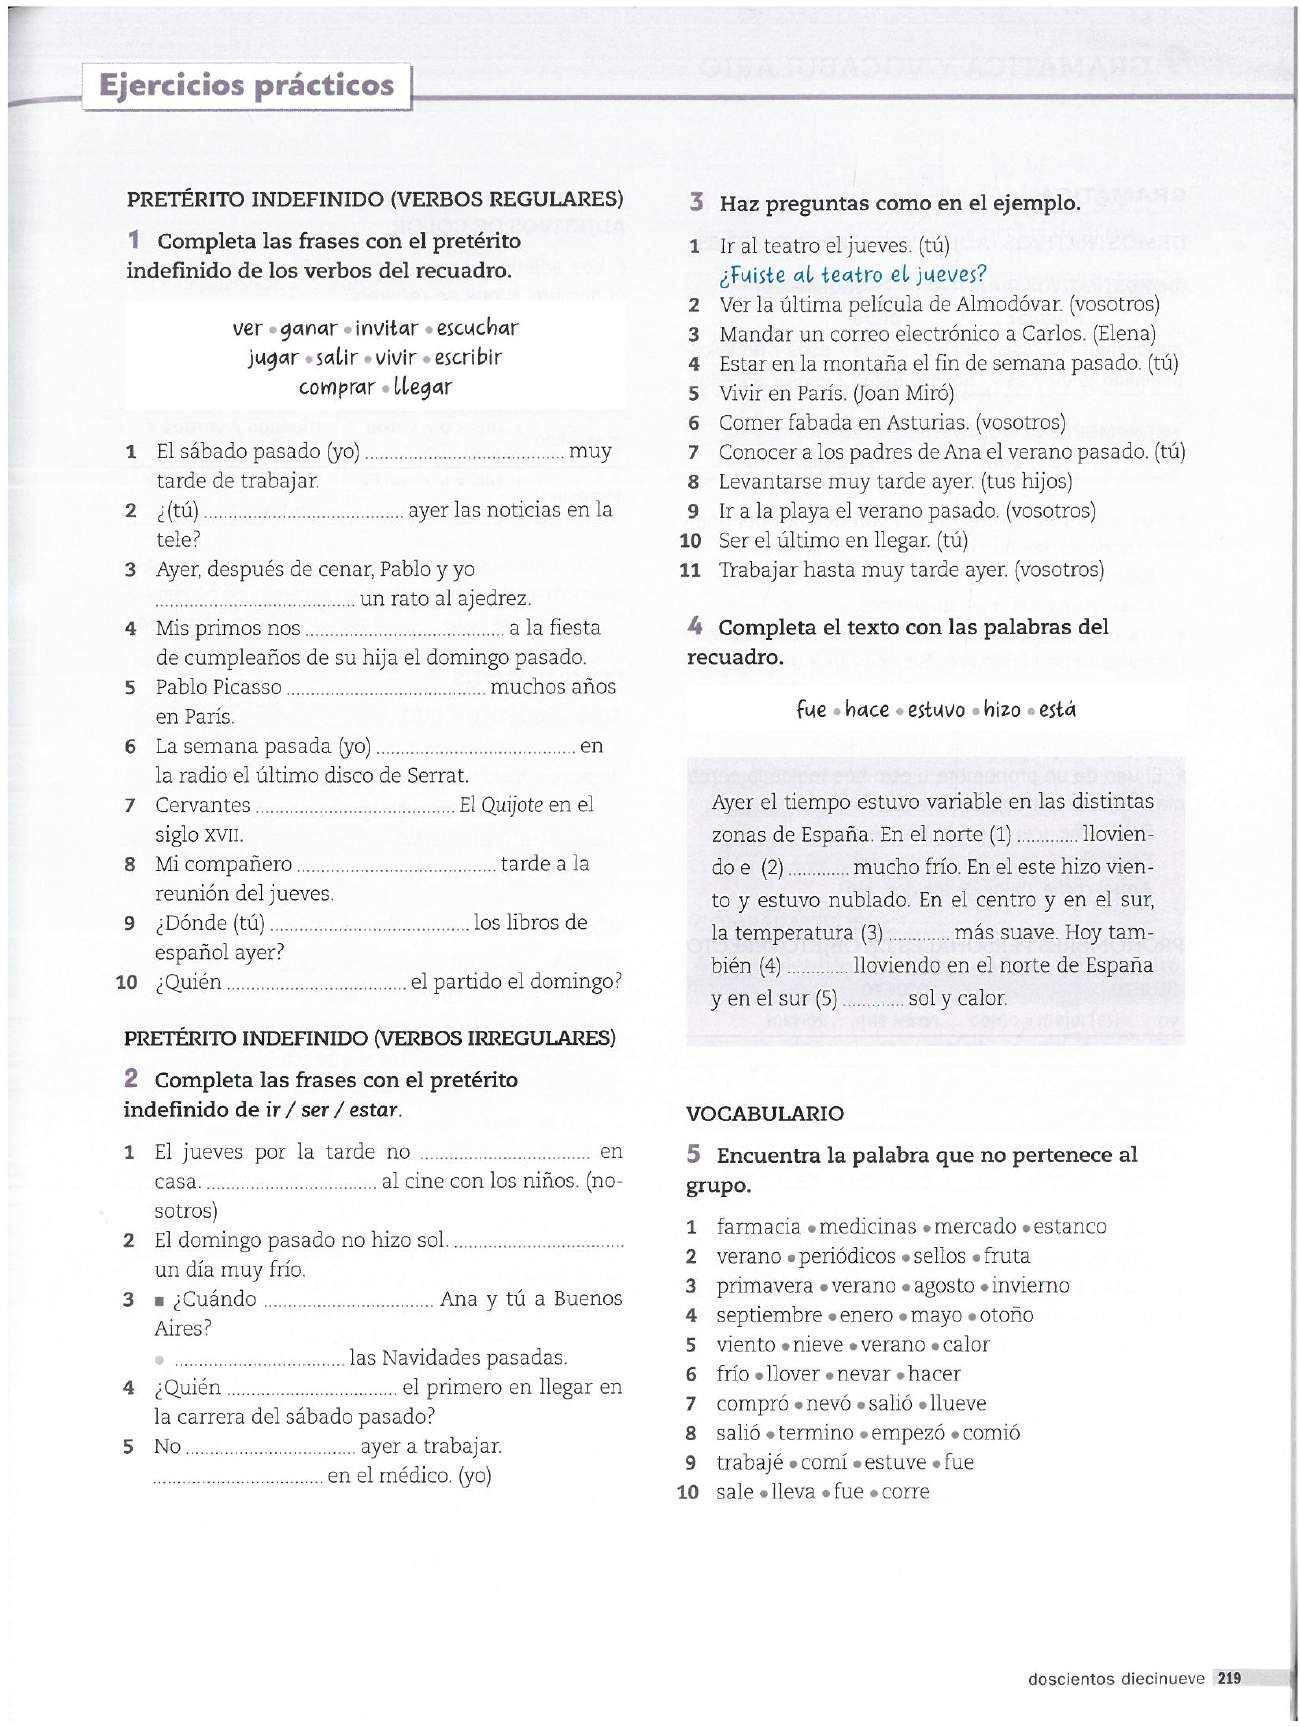 Ejercicios prácticos
PRETÉRITO INDEFINIDO (VERBOS REGULARES)
1 Completa las frases con el pretérito
indefinido de los verbos del recuadro.
ver • ganar • invitar • escuchar
jugar • salir • vivir • escribir
comprar • llegar
1 El sábado pasado (yo) ........................................ muy
tarde de trabajar.
2 ¿(tú) ........................................ ayer las noticias en la
tele?
3 Ayer, después de cenar, Pablo y yo
........................................ un rato al ajedrez.
4 Mis primos nos ........................................ a la fiesta
de cumpleaños de su hija el domingo pasado.
5 Pablo Picasso ........................................ muchos años
en París.
6 La semana pasada (yo) ........................................ en
la radio el último disco de Serrat.
7 Cervantes ........................................ El Quijote en el
siglo XVII.
8 Mi compañero ........................................ tarde a la
reunión del jueves.
9 ¿Dónde (tú) ........................................ los libros de
español ayer?
10 ¿Quién .................................... el partido el domingo?
PRETÉRITO INDEFINIDO (VERBOS IRREGULARES)
2 Completa las frases con el pretérito
indefinido de ir / ser / estar.
1 El jueves por la tarde no .................................. en
casa. .................................. al cine con los niños. (no-
sotros)
2 El domingo pasado no hizo sol. ..................................
un día muy frío.
3 ■ ¿Cuándo .................................. Ana y tú a Buenos
Aires?
• .................................. las Navidades pasadas.
4 ¿Quién .................................. el primero en llegar en
la carrera del sábado pasado?
5 No .................................. ayer a trabajar.
.................................. en el médico. (yo)
3 Haz preguntas como en el ejemplo.
1 Ir al teatro el jueves. (tú)
¿Fuiste al teatro el jueves?
2 Ver la última película de Almodóvar. (vosotros)
3 Mandar un correo electrónico a Carlos. (Elena)
4 Estar en la montaña el fin de semana pasado. (tú)
5 Vivir en París. (Joan Miró)
6 Comer fabada en Asturias. (vosotros)
7 Conocer a los padres de Ana el verano pasado. (tú)
8 Levantarse muy tarde ayer. (tus hijos)
9 Ir a la playa el verano pasado. (vosotros)
10 Ser el último en llegar. (tú)
11 Trabajar hasta muy tarde ayer. (vosotros)
4 Completa el texto con las palabras del
recuadro.
fue • hace • estuvo • hizo • está
Ayer el tiempo estuvo variable en las distintas
zonas de España. En el norte (1) ............ llovien-
do e (2) ............ mucho frío. En el este hizo vien-
to y estuvo nublado. En el centro y en el sur,
la temperatura (3) ............ más suave. Hoy tam-
bién (4) ............ lloviendo en el norte de España
y en el sur (5) ............ sol y calor.
VOCABULARIO
5 Encuentra la palabra que no pertenece al
grupo.
1 farmacia • medicinas • mercado • estanco
2 verano • periódicos • sellos • fruta
3 primavera • verano • agosto • invierno
4 septiembre • enero • mayo • otoño
5 viento • nieve • verano • calor
6 frío • llover • nevar • hacer
7 compró • nevó • salió • llueve
8 salió • termino • empezó • comió
9 trabajé • comí • estuve • fue
10 sale • lleva • fue • corre
doscientos diecinueve 219